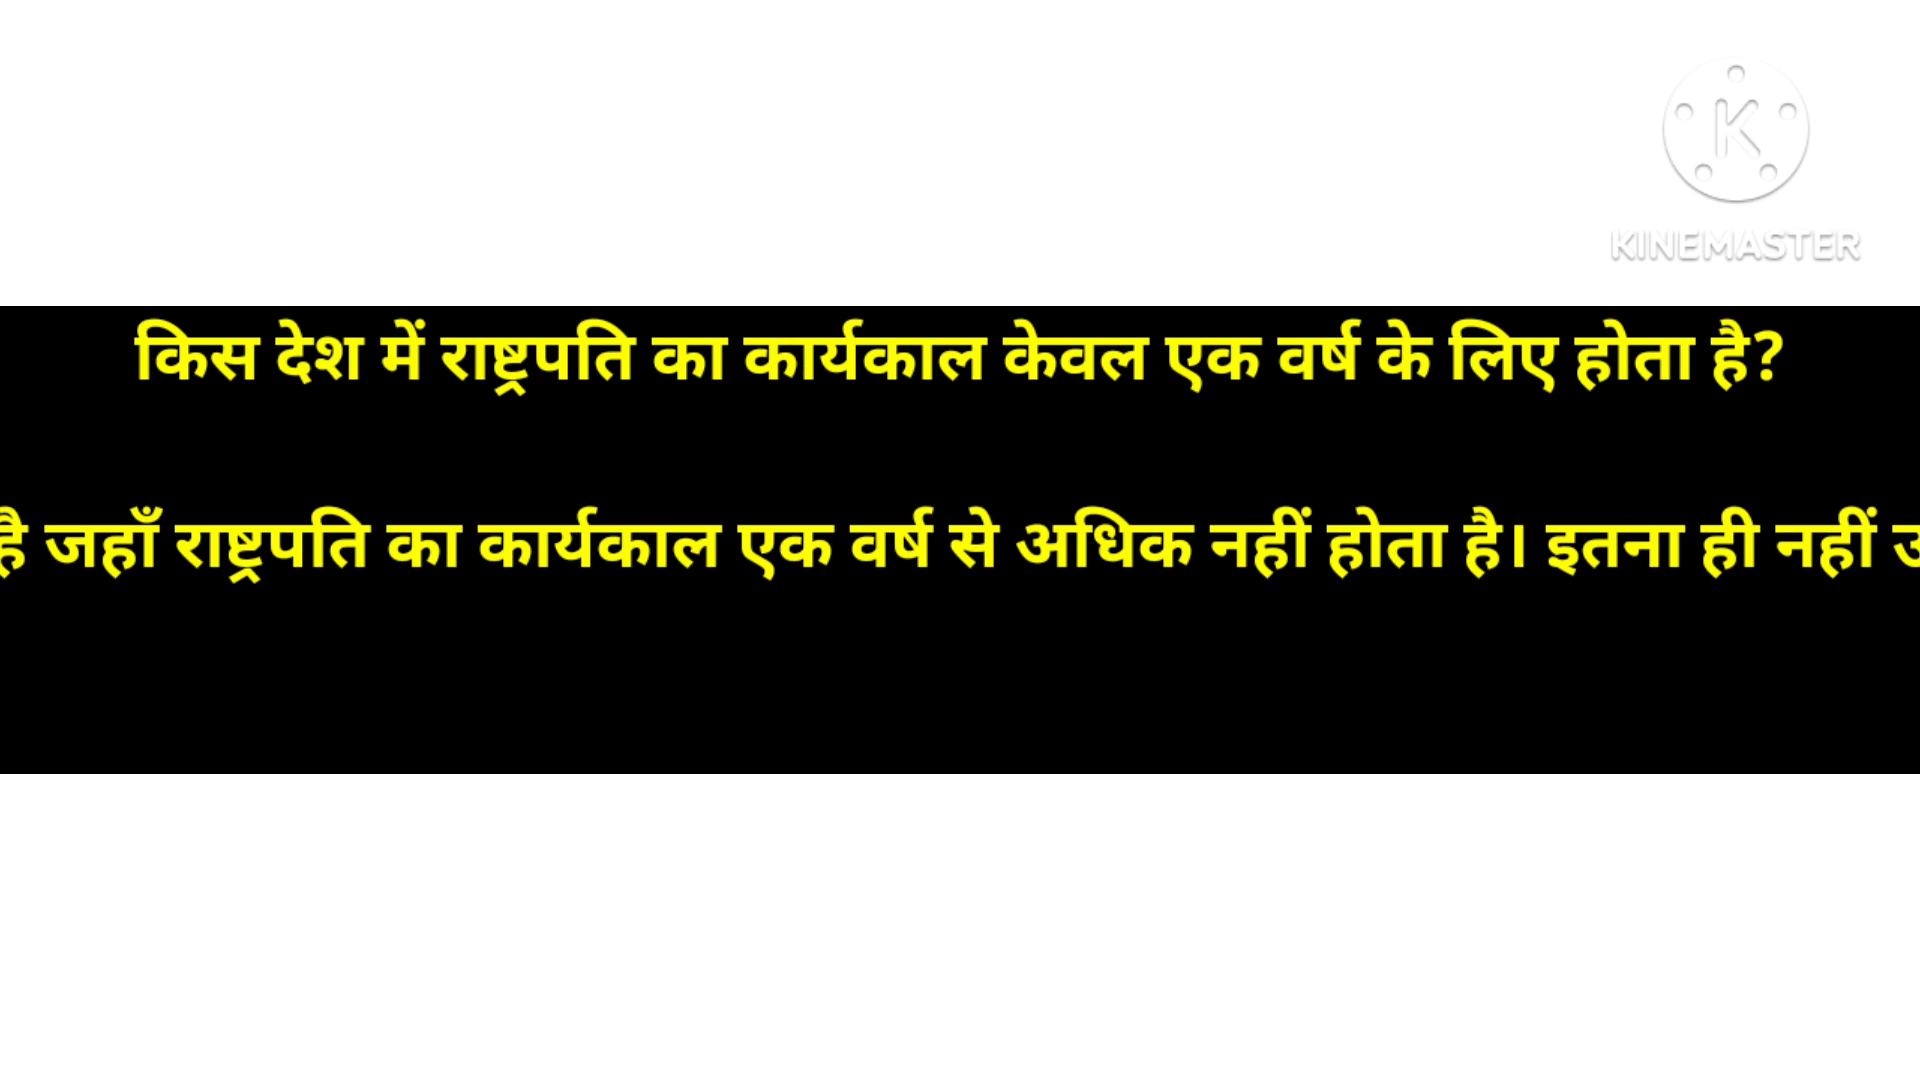 KINEMASTER
किस देश में राष्ट्रपति का कार्यकाल केवल एक वर्ष के लिए होता है?
है जहाँ राष्ट्रपति का कार्यकाल एक वर्ष से अधिक नहीं होता है। इतना ही नहीं